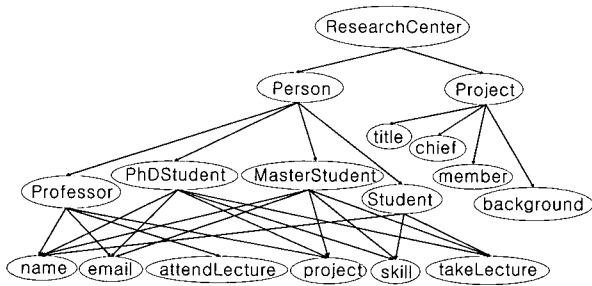 ResearchCenter
Person
Project
title
chief
member
background
Professor
PhDStudent
MasterStudent
Student
name
email
attendLecture
project
skill
takeLecture